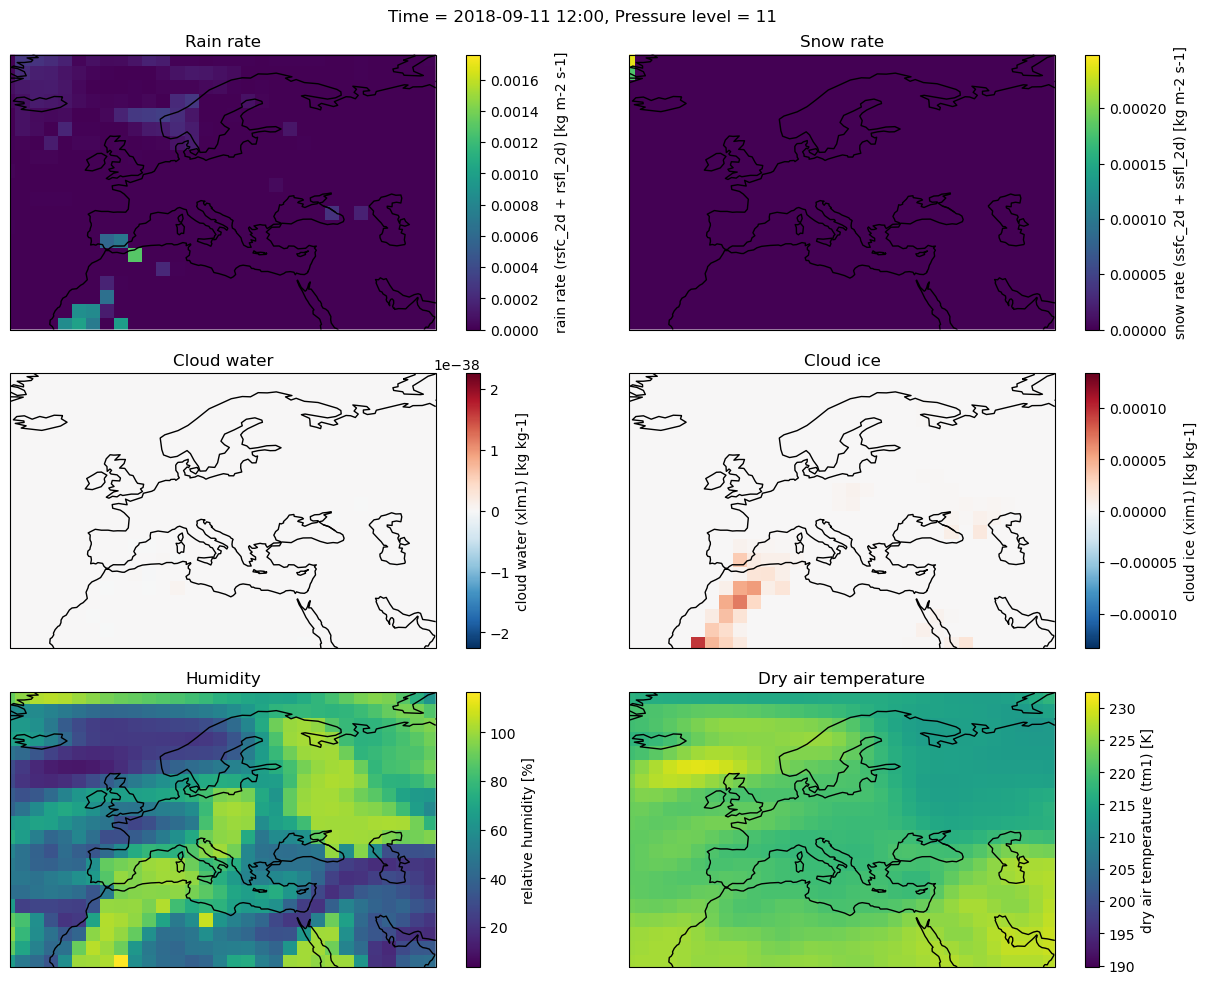 Time = 2018-09-11 12:00, Pressure level = 11
Rain rate
0.0016
0.0014
0.0012
0.0010
0.0008
0.0006
0.0004
0.0002
0.0000
rain rate (rsfc_2d + rsfl_2d) [kg m-2 s-1]
Snow rate
0.00020
0.00015
0.00010
0.00005
0.00000
snow rate (ssfc_2d + ssfl_2d) [kg m-2 s-1]
Cloud water
1e−38
2
1
0
−1
−2
cloud water (xlm1) [kg kg-1]
Cloud ice
0.00010
0.00005
0.00000
−0.00005
−0.00010
cloud ice (xim1) [kg kg-1]
Humidity
100
80
60
40
20
relative humidity [%]
Dry air temperature
230
225
220
215
210
205
200
195
190
dry air temperature (tm1) [K]